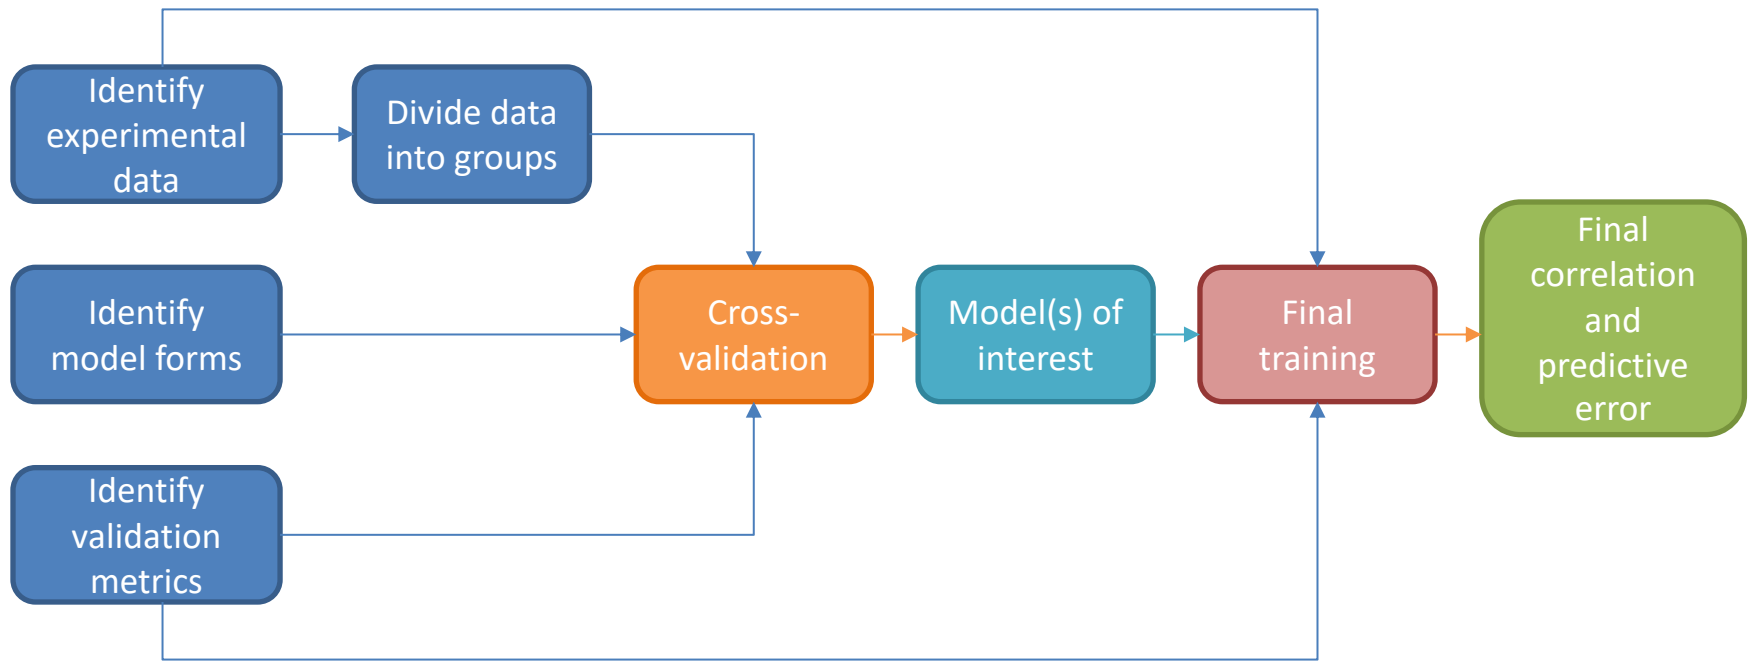 Identify
experimental
data
Divide data
into groups
Identify
model forms
Cross-
validation
Model(s) of
interest
Final
training
Final
correlation
and
predictive
error
Identify
validation
metrics